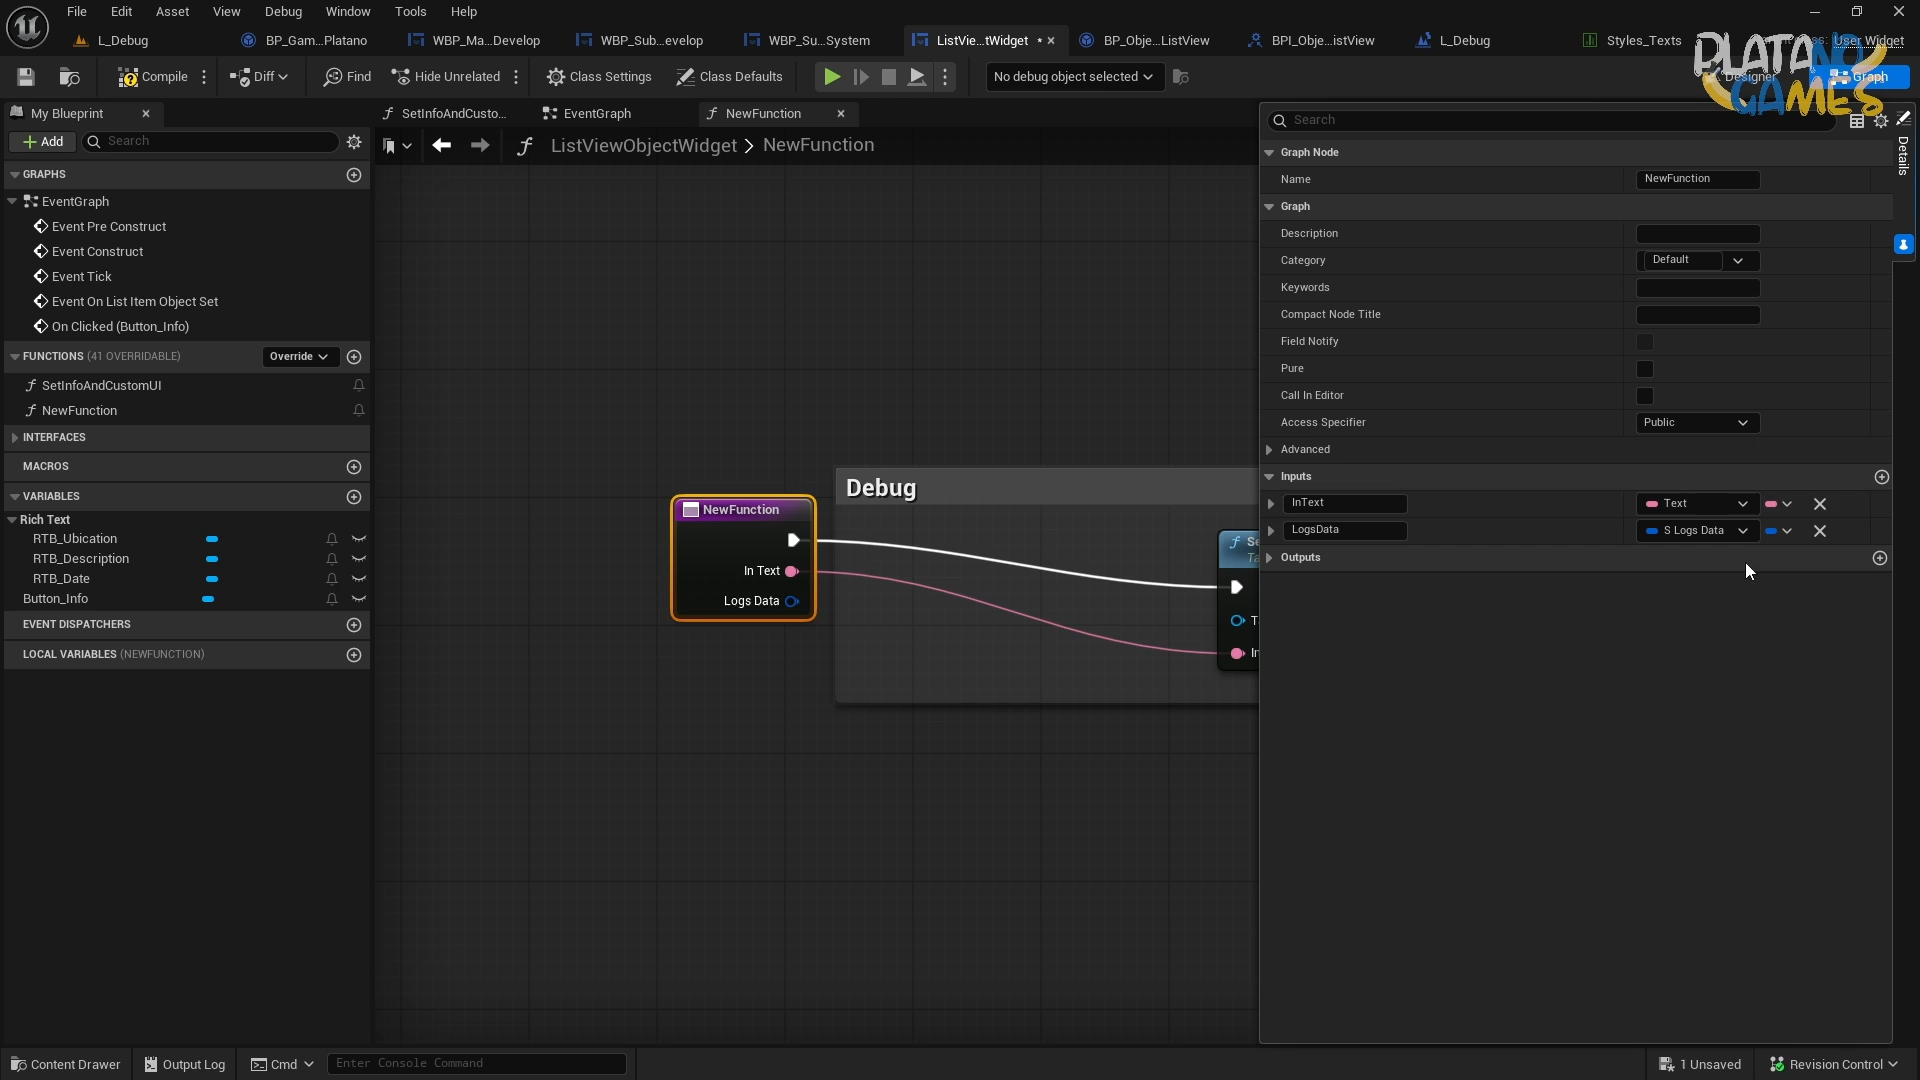 File Edit Asset View Debug Window Tools Help
L_Debug BP_Gam...Platano WBP_Ma...Develop WBP_Sub...evelop WBP_Su...System ListVie...tWidget BP_Obje...ListView BPI_Obje...istView L_Debug Styles_Texts User Widget
PLATANO GAMES
Compile Diff Find Hide Unrelated Class Settings Class Defaults No debug object selected Designer Graph
My Blueprint SetInfoAndCusto... EventGraph NewFunction
Add Search ListViewObjectWidget > NewFunction Search
Details
GRAPHS
EventGraph
Event Pre Construct
Event Construct
Event Tick
Event On List Item Object Set
On Clicked (Button_Info)
FUNCTIONS (41 OVERRIDABLE) Override
SetInfoAndCustomUI
NewFunction
INTERFACES
MACROS
VARIABLES
Rich Text
RTB_Ubication
RTB_Description
RTB_Date
Button_Info
EVENT DISPATCHERS
LOCAL VARIABLES (NEWFUNCTION)
Debug
NewFunction
In Text
Logs Data
Se
Ta
T
In
Graph Node
Name NewFunction
Graph
Description
Category Default
Keywords
Compact Node Title
Field Notify
Pure
Call In Editor
Access Specifier Public
Advanced
Inputs
InText Text
LogsData S Logs Data
Outputs
Content Drawer Output Log Cmd Enter Console Command 1 Unsaved Revision Control